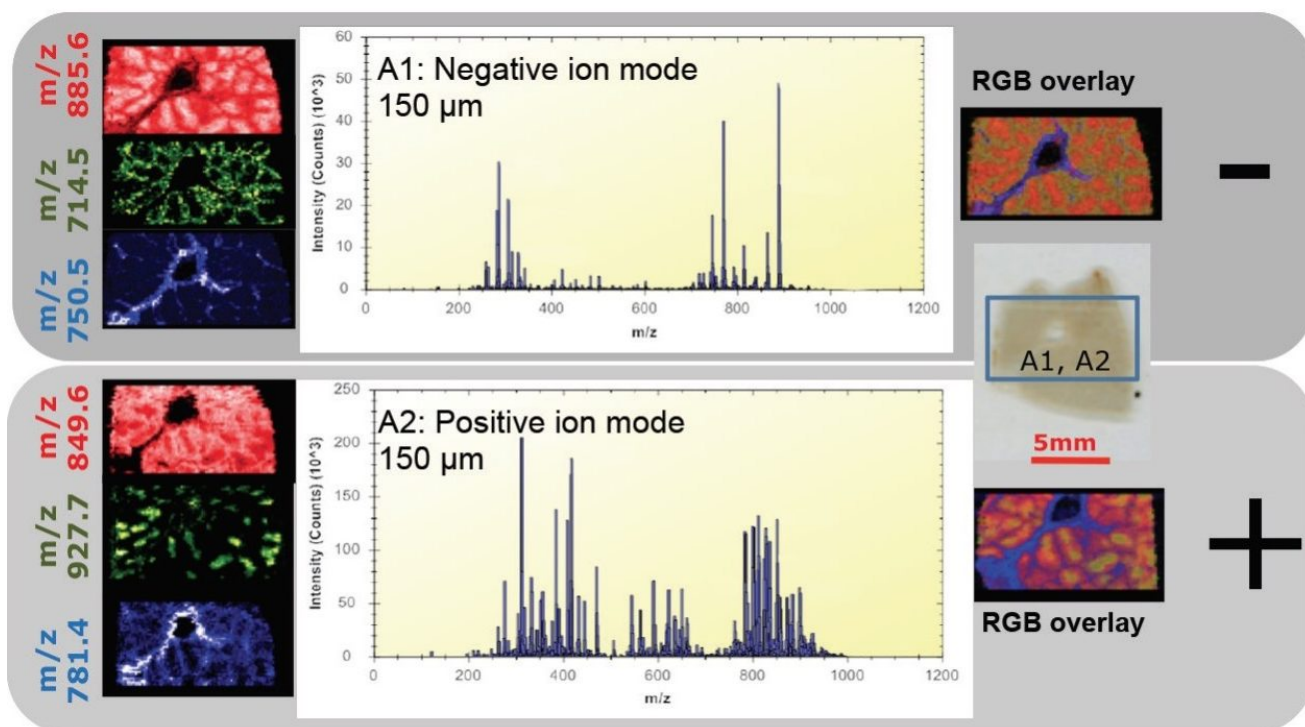 m/z
885.6
m/z
714.5
m/z
750.5
A1: Negative ion mode
150 µm
Intensity (Counts) (10^3)
60
50
40
30
20
10
0
0 200 400 600 800 1000 1200
m/z
RGB overlay
-
A1, A2
5mm
m/z
849.6
m/z
927.7
m/z
781.4
A2: Positive ion mode
150 µm
Intensity (Counts) (10^3)
250
200
150
100
50
0
0 200 400 600 800 1000 1200
m/z
RGB overlay
+